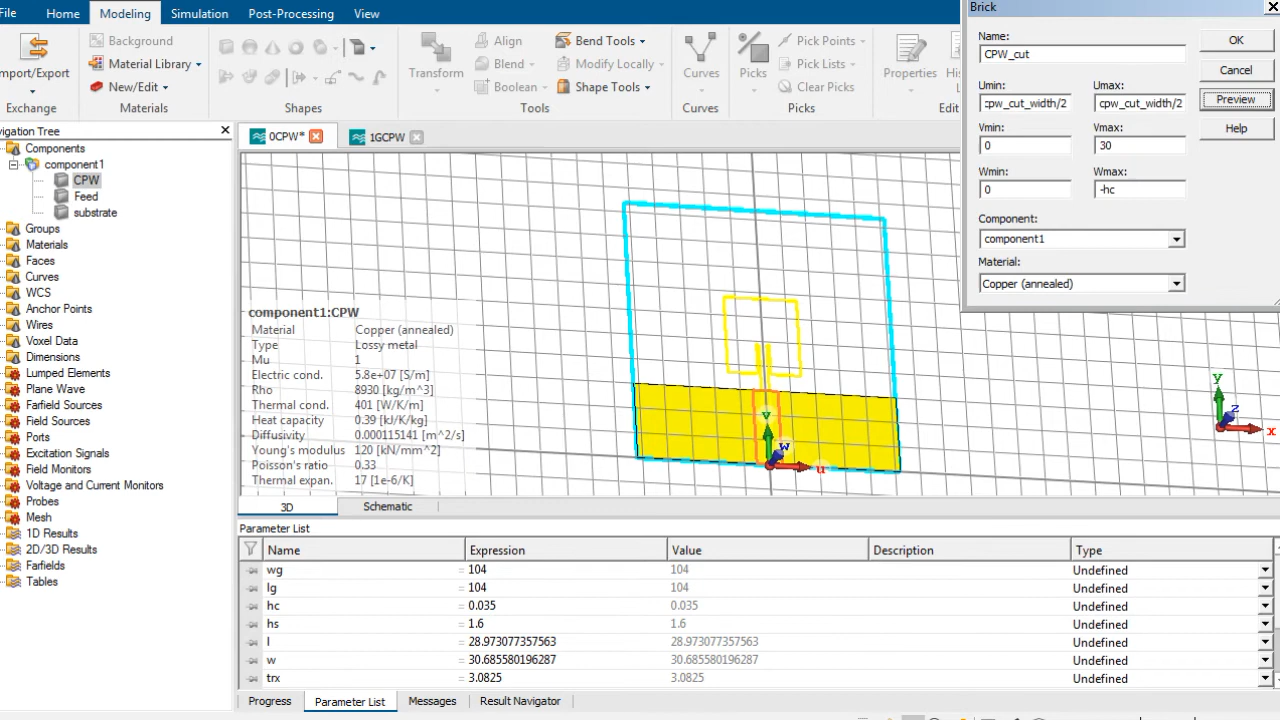 File Home Modeling Simulation Post-Processing View
Import/Export
Exchange
Background
Material Library
New/Edit
Materials
Shapes
Transform
Align
Blend
Boolean
Bend Tools
Modify Locally
Shape Tools
Tools
Curves
Curves
Picks
Pick Points
Pick Lists
Clear Picks
Picks
Properties
Edit
Navigation Tree
Components
component1
CPW
Feed
substrate
Groups
Materials
Faces
Curves
WCS
Anchor Points
Wires
Voxel Data
Dimensions
Lumped Elements
Plane Wave
Farfield Sources
Field Sources
Ports
Excitation Signals
Field Monitors
Voltage and Current Monitors
Probes
Mesh
1D Results
2D/3D Results
Farfields
Tables
0CPW*
1GCPW
component1:CPW
Material Copper (annealed)
Type Lossy metal
Mu 1
Electric cond. 5.8e+07 [S/m]
Rho 8930 [kg/m^3]
Thermal cond. 401 [W/K/m]
Heat capacity 0.39 [kJ/K/kg]
Diffusivity 0.000115141 [m^2/s]
Young's modulus 120 [kN/mm^2]
Poisson's ratio 0.33
Thermal expan. 17 [1e-6/K]
v
w
u
y
z
x
3D Schematic
Parameter List
Name Expression Value Description Type
wg = 104 104 Undefined
lg = 104 104 Undefined
hc = 0.035 0.035 Undefined
hs = 1.6 1.6 Undefined
l = 28.973077357563 28.973077357563 Undefined
w = 30.685580196287 30.685580196287 Undefined
trx = 3.0825 3.0825 Undefined
Progress Parameter List Messages Result Navigator
Brick
Name:
CPW_cut
OK
Cancel
Preview
Help
Umin: Umax:
cpw_cut_width/2 cpw_cut_width/2
Vmin: Vmax:
0 30
Wmin: Wmax:
0 -hc
Component:
component1
Material:
Copper (annealed)